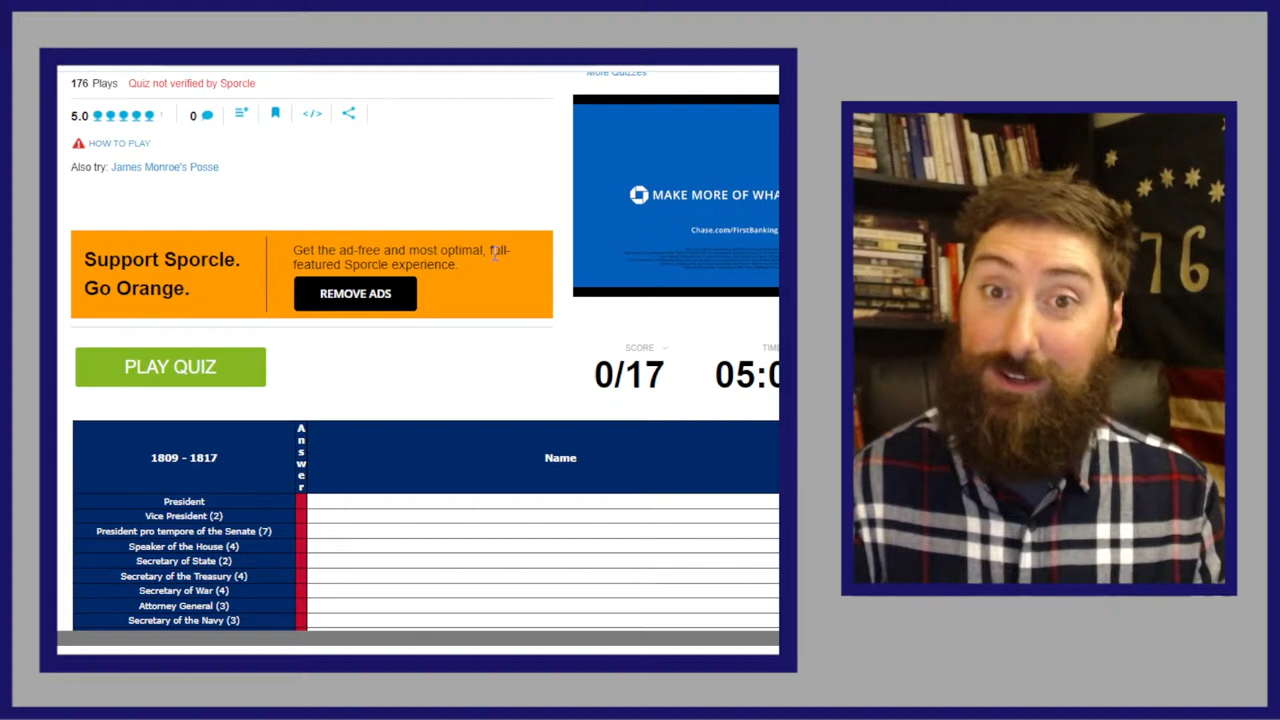 More Quizzes
176 Plays Quiz not verified by Sporcle
5.0 1 0 </>
HOW TO PLAY
Also try: James Monroe's Posse
MAKE MORE OF WHA
Chase.com/FirstBanking
Support Sporcle.
Go Orange.
Get the ad-free and most optimal, full-
featured Sporcle experience.
REMOVE ADS
PLAY QUIZ
SCORE
0/17
TIME
05:0
1809 - 1817
Answer
Name
President
Vice President (2)
President pro tempore of the Senate (7)
Speaker of the House (4)
Secretary of State (2)
Secretary of the Treasury (4)
Secretary of War (4)
Attorney General (3)
Secretary of the Navy (3)
76